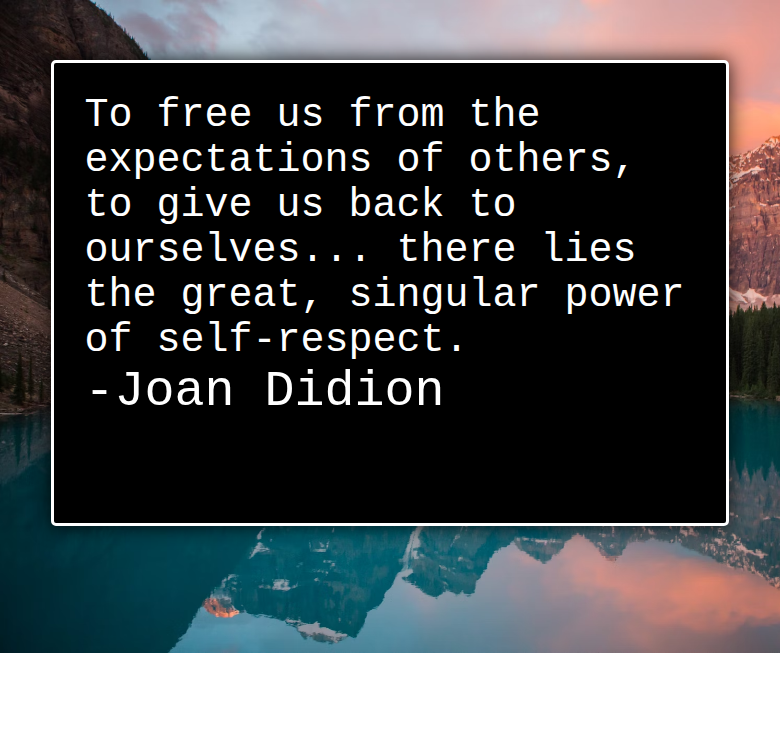 To free us from the
expectations of others,
to give us back to
ourselves... there lies
the great, singular power
of self-respect.
-Joan Didion